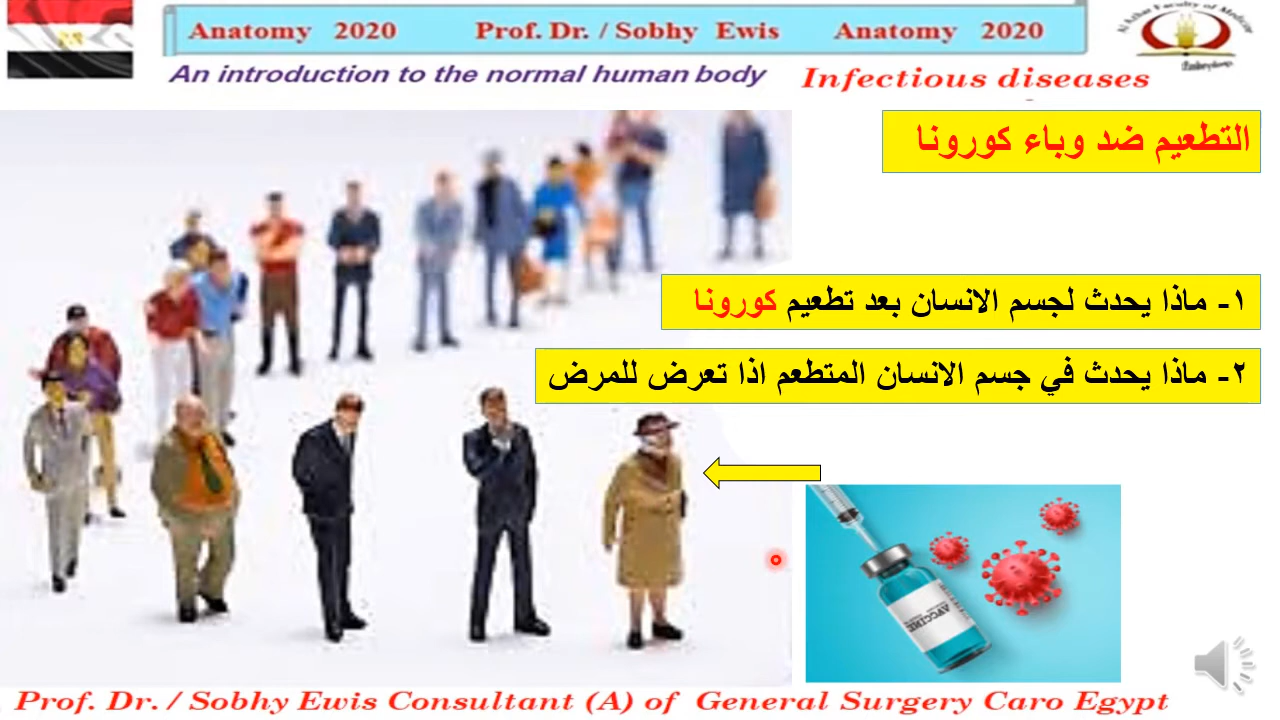 Anatomy 2020 Prof. Dr. / Sobhy Ewis Anatomy 2020
An introduction to the normal human body Infectious diseases
التطعيم ضد وباء كورونا
١- ماذا يحدث لجسم الانسان بعد تطعيم كورونا
٢- ماذا يحدث في جسم الانسان المتطعم اذا تعرض للمرض
Prof. Dr. / Sobhy Ewis Consultant (A) of General Surgery Caro Egypt